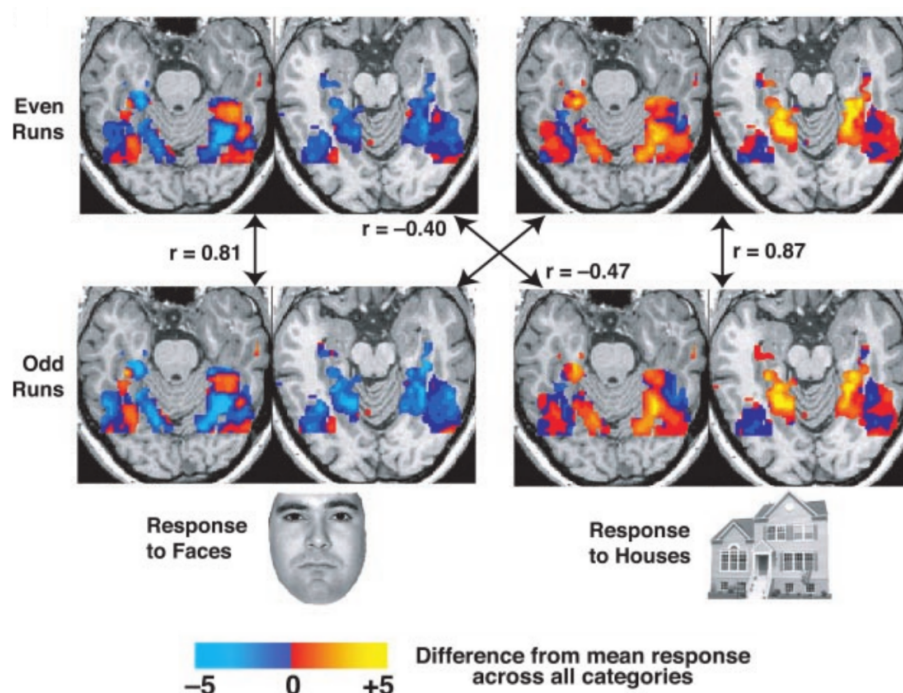 Even
Runs
r = 0.81
r = –0.40
r = –0.47
r = 0.87
Odd
Runs
Response
to Faces
Response
to Houses
Difference from mean response
across all categories
–5 0 +5